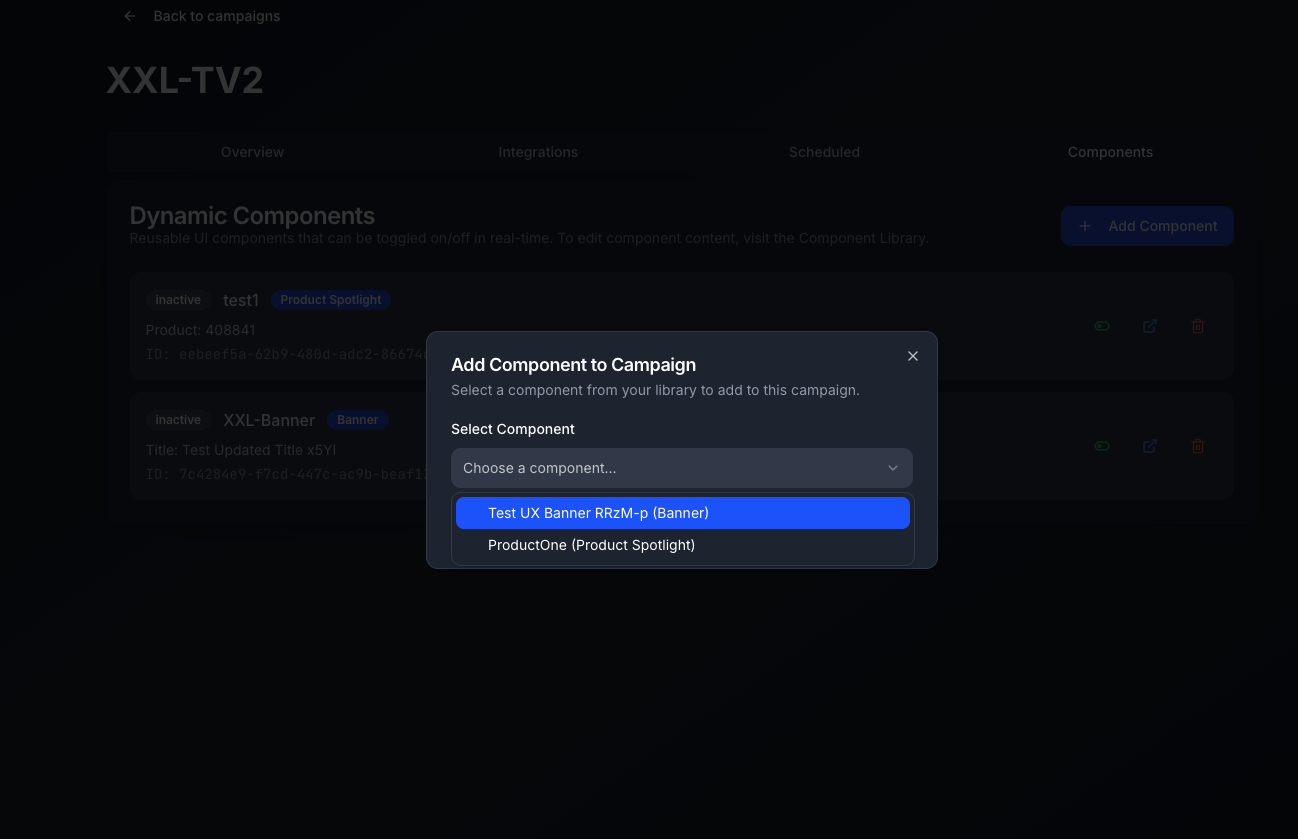 Back to campaigns
XXL-TV2
Overview Integrations Scheduled Components
Dynamic Components
Reusable UI components that can be toggled on/off in real-time. To edit component content, visit the Component Library.
Add Component
inactive test1 Product Spotlight
Product: 408841
ID: eebeef5a-62b9-480d-adc2-86674
inactive XXL-Banner Banner
Title: Test Updated Title x5YI
ID: 7c4284e9-f7cd-447c-ac9b-beaf1
Add Component to Campaign
Select a component from your library to add to this campaign.
Select Component
Choose a component...
Test UX Banner RRzM-p (Banner)
ProductOne (Product Spotlight)